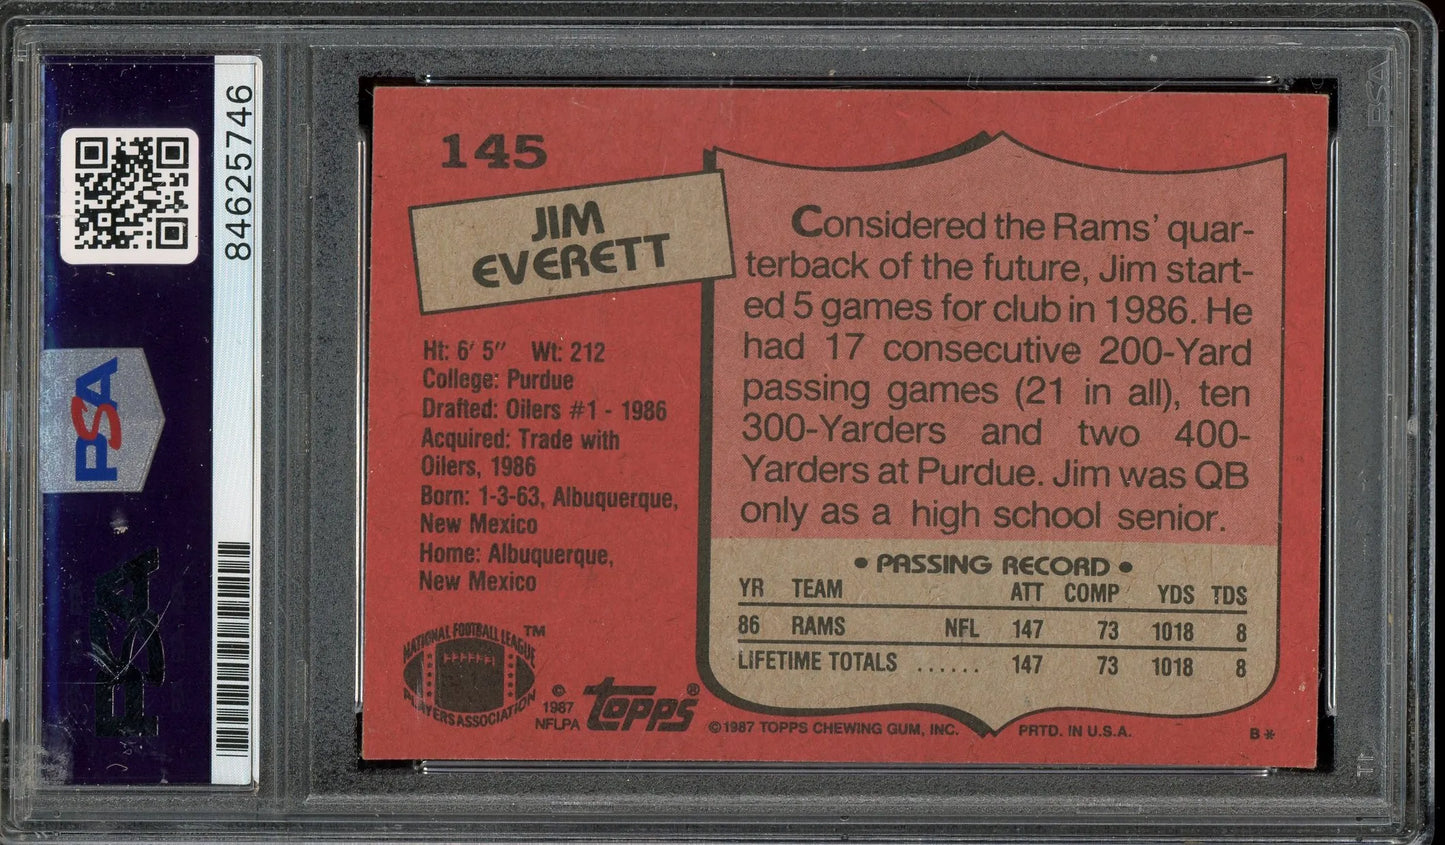 84625746
PSA
PSA
145
JIM
EVERETT
Ht: 6' 5" Wt: 212
College: Purdue
Drafted: Oilers #1 - 1986
Acquired: Trade with
Oilers, 1986
Born: 1-3-63, Albuquerque,
New Mexico
Home: Albuquerque,
New Mexico
NATIONAL FOOTBALL LEAGUE
PLAYERS ASSOCIATION
TM
© 1987
NFLPA
Topps®
Considered the Rams' quar-
terback of the future, Jim start-
ed 5 games for club in 1986. He
had 17 consecutive 200-Yard
passing games (21 in all), ten
300-Yarders and two 400-
Yarders at Purdue. Jim was QB
only as a high school senior.
• PASSING RECORD •
YR TEAM ATT COMP YDS TDS
86 RAMS NFL 147 73 1018 8
LIFETIME TOTALS ...... 147 73 1018 8
©1987 TOPPS CHEWING GUM, INC. PRTD. IN U.S.A. B*
PSA